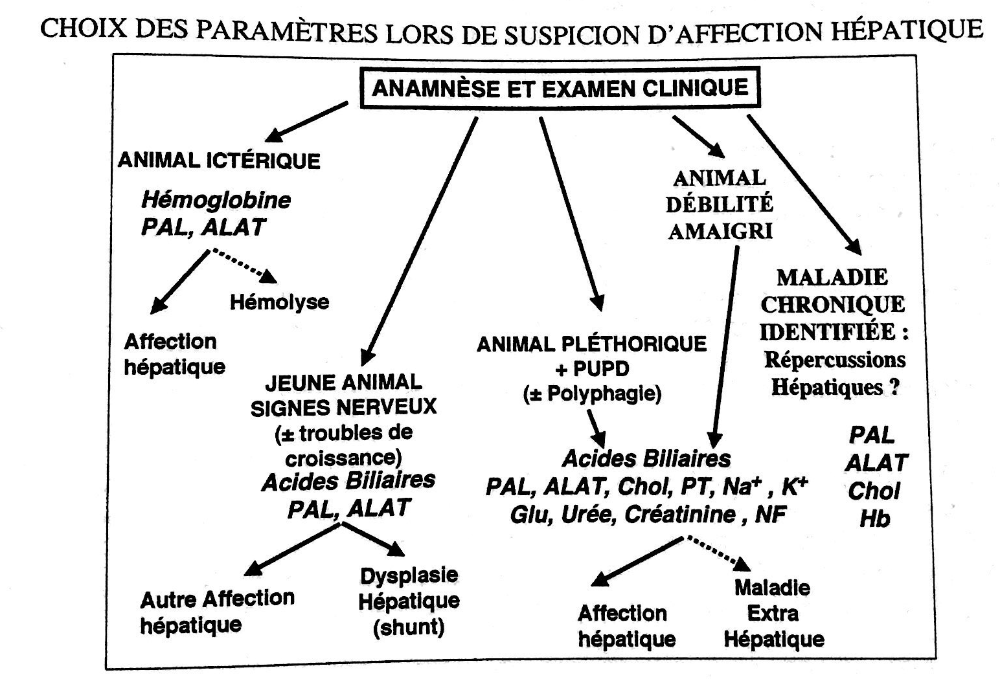 CHOIX DES PARAMÈTRES LORS DE SUSPICION D'AFFECTION HÉPATIQUE
ANAMNÈSE ET EXAMEN CLINIQUE
ANIMAL ICTÉRIQUE
Hémoglobine
PAL, ALAT
Hémolyse
Affection
hépatique
JEUNE ANIMAL
SIGNES NERVEUX
(± troubles de
croissance)
Acides Biliaires
PAL, ALAT
Autre Affection
hépatique
Dysplasie
Hépatique
(shunt)
ANIMAL PLÉTHORIQUE
+ PUPD
(± Polyphagie)
ANIMAL
DÉBILITÉ
AMAIGRI
Acides Biliaires
PAL, ALAT, Chol, PT, Na+ , K+
Glu, Urée, Créatinine , NF
Affection
hépatique
Maladie
Extra
Hépatique
MALADIE
CHRONIQUE
IDENTIFIÉE :
Répercussions
Hépatiques ?
PAL
ALAT
Chol
Hb